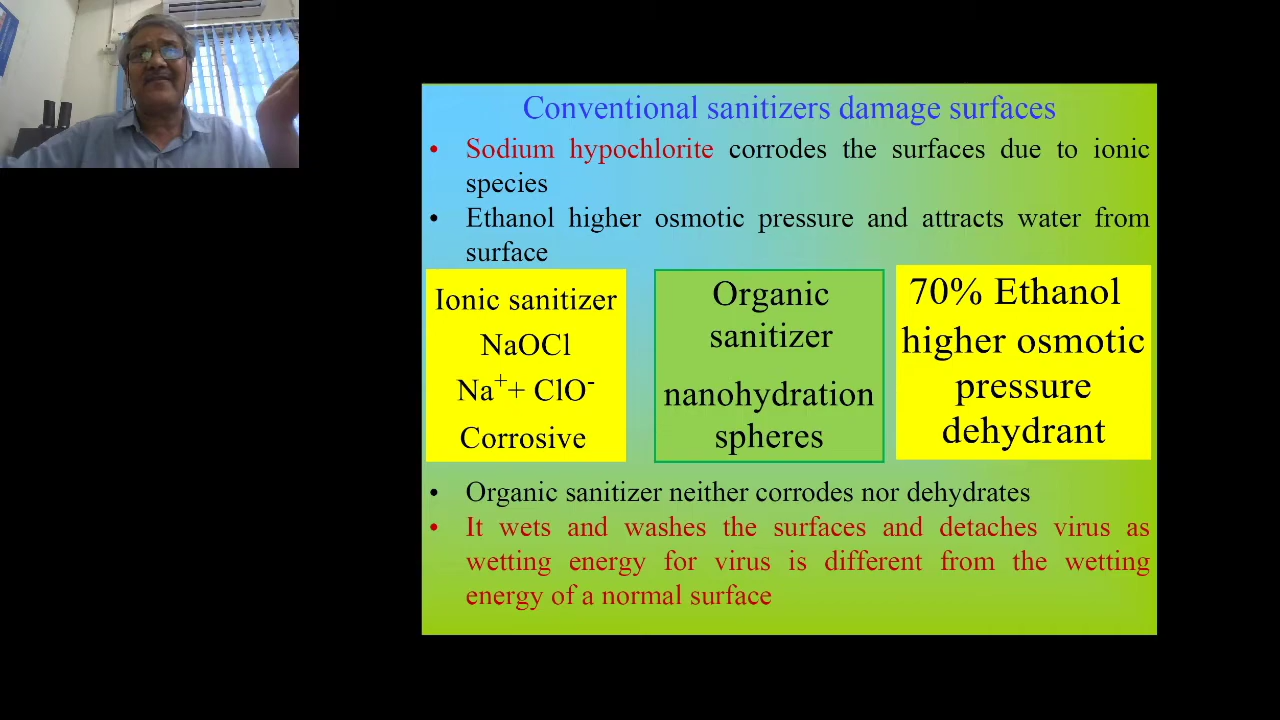 Conventional sanitizers damage surfaces
• Sodium hypochlorite corrodes the surfaces due to ionic
species
• Ethanol higher osmotic pressure and attracts water from
surface
Ionic sanitizer
NaOCl
Na⁺+ ClO⁻
Corrosive
Organic
sanitizer
nanohydration
spheres
70% Ethanol
higher osmotic
pressure
dehydrant
• Organic sanitizer neither corrodes nor dehydrates
• It wets and washes the surfaces and detaches virus as
wetting energy for virus is different from the wetting
energy of a normal surface